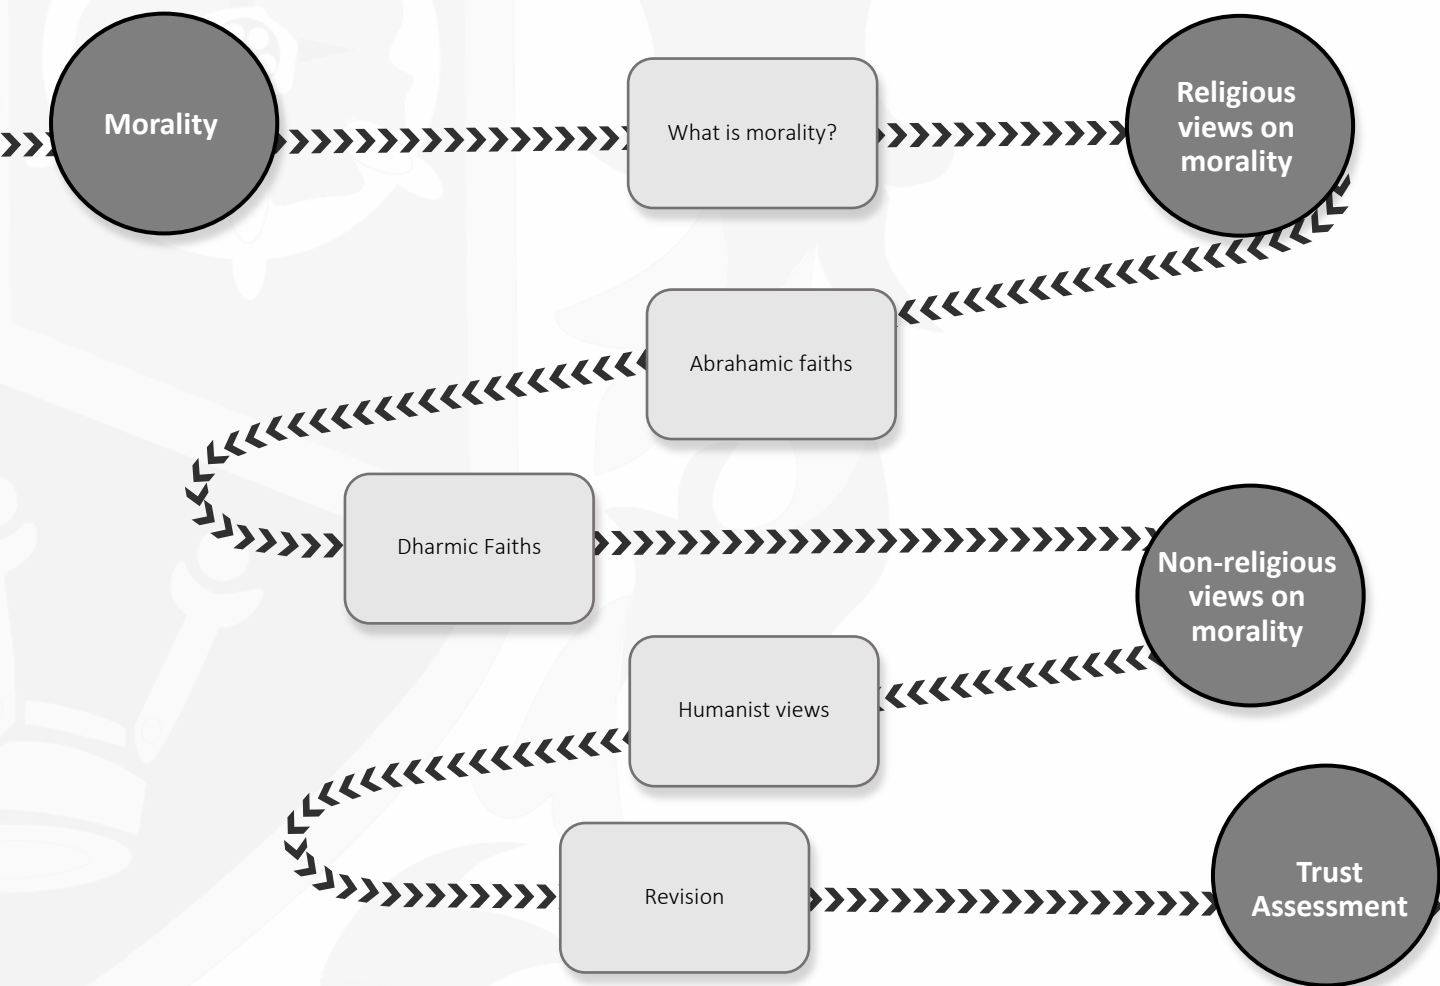 Morality
What is morality?
Religious
views on
morality
Abrahamic faiths
Dharmic Faiths
Non-religious
views on
morality
Humanist views
Revision
Trust
Assessment